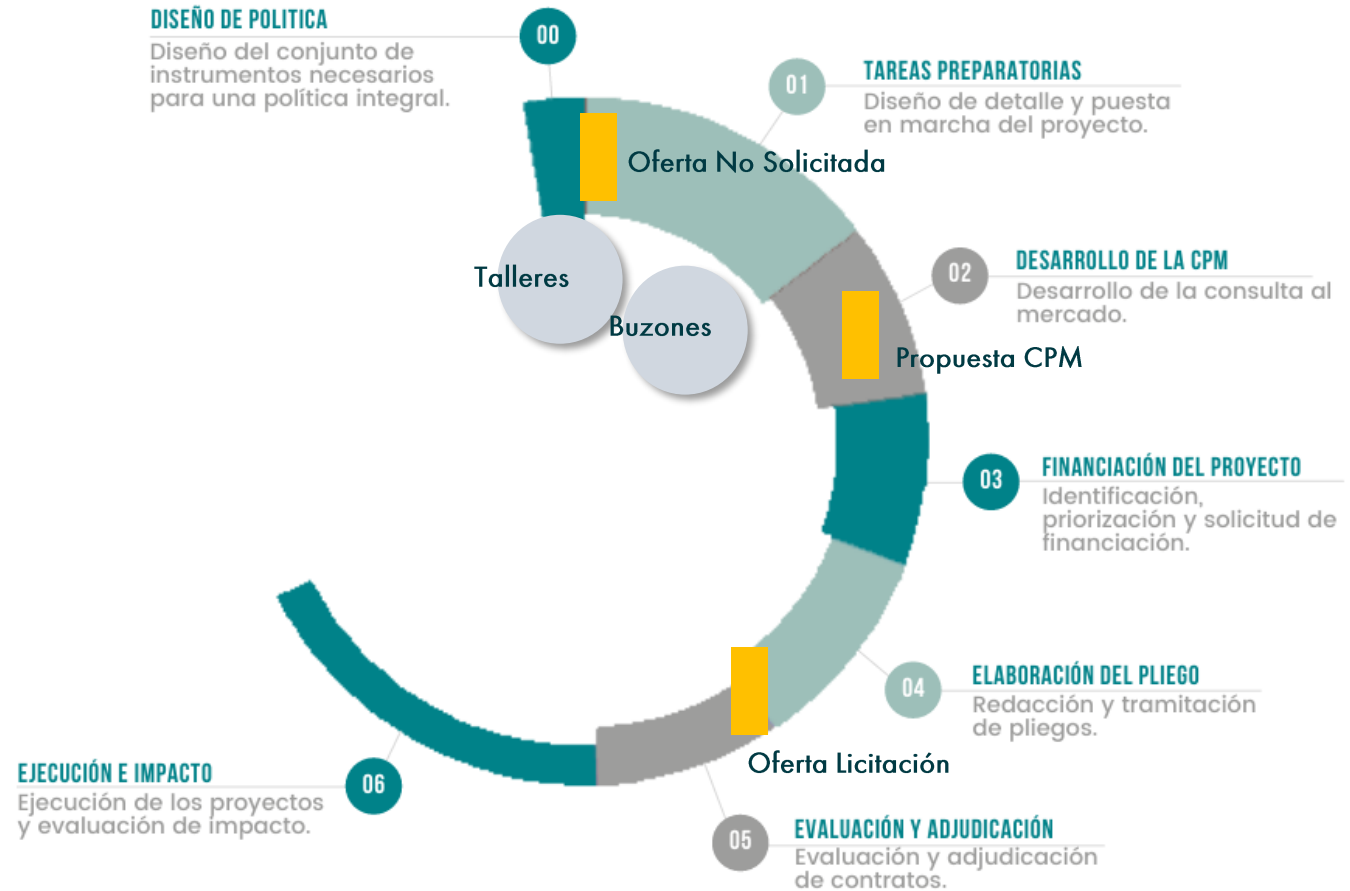 DISEÑO DE POLITICA
Diseño del conjunto de
instrumentos necesarios
para una política integral.
00
01
TAREAS PREPARATORIAS
Diseño de detalle y puesta
en marcha del proyecto.
Oferta No Solicitada
Talleres
Buzones
02
DESARROLLO DE LA CPM
Desarrollo de la consulta al
mercado.
Propuesta CPM
03
FINANCIACIÓN DEL PROYECTO
Identificación,
priorización y solicitud de
financiación.
04
ELABORACIÓN DEL PLIEGO
Redacción y tramitación
de pliegos.
Oferta Licitación
05
EVALUACIÓN Y ADJUDICACIÓN
Evaluación y adjudicación
de contratos.
EJECUCIÓN E IMPACTO
Ejecución de los proyectos
y evaluación de impacto.
06